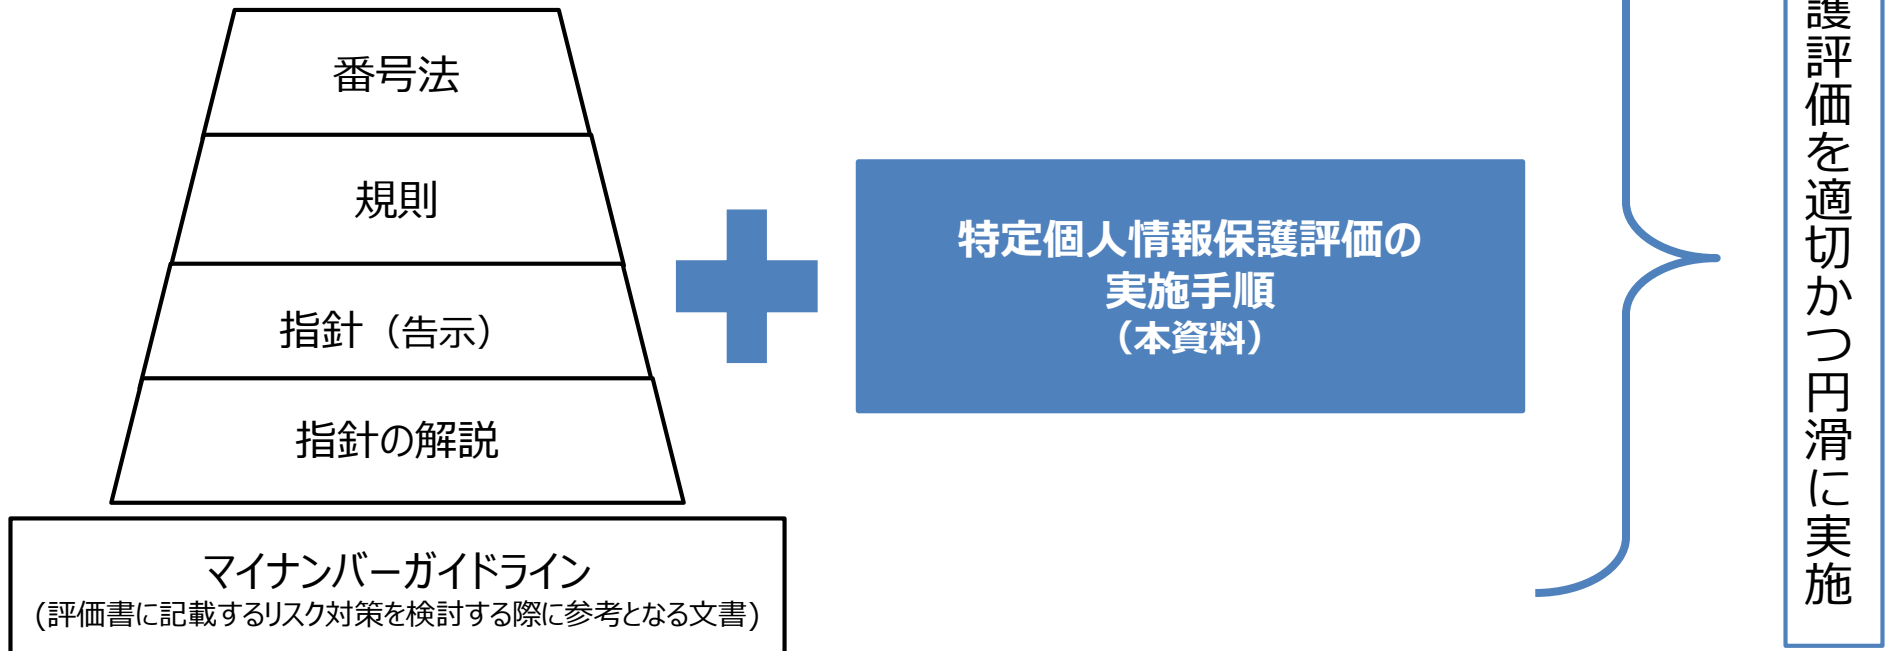 番号法
規則
指針（告示）
指針の解説
マイナンバーガイドライン
(評価書に記載するリスク対策を検討する際に参考となる文書)
特定個人情報保護評価の
実施手順
（本資料）
護評価を適切かつ円滑に実施